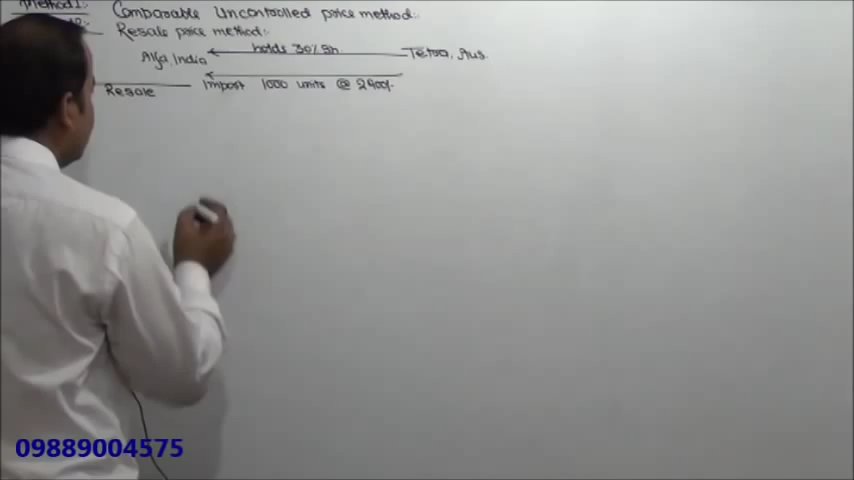 Method1: Comparable Uncontrolled price method:
Resale price method:
Alfa, India holds 30% Sh Tetra, Aus.
Resale Import 1000 units @ 2400/-
09889004575